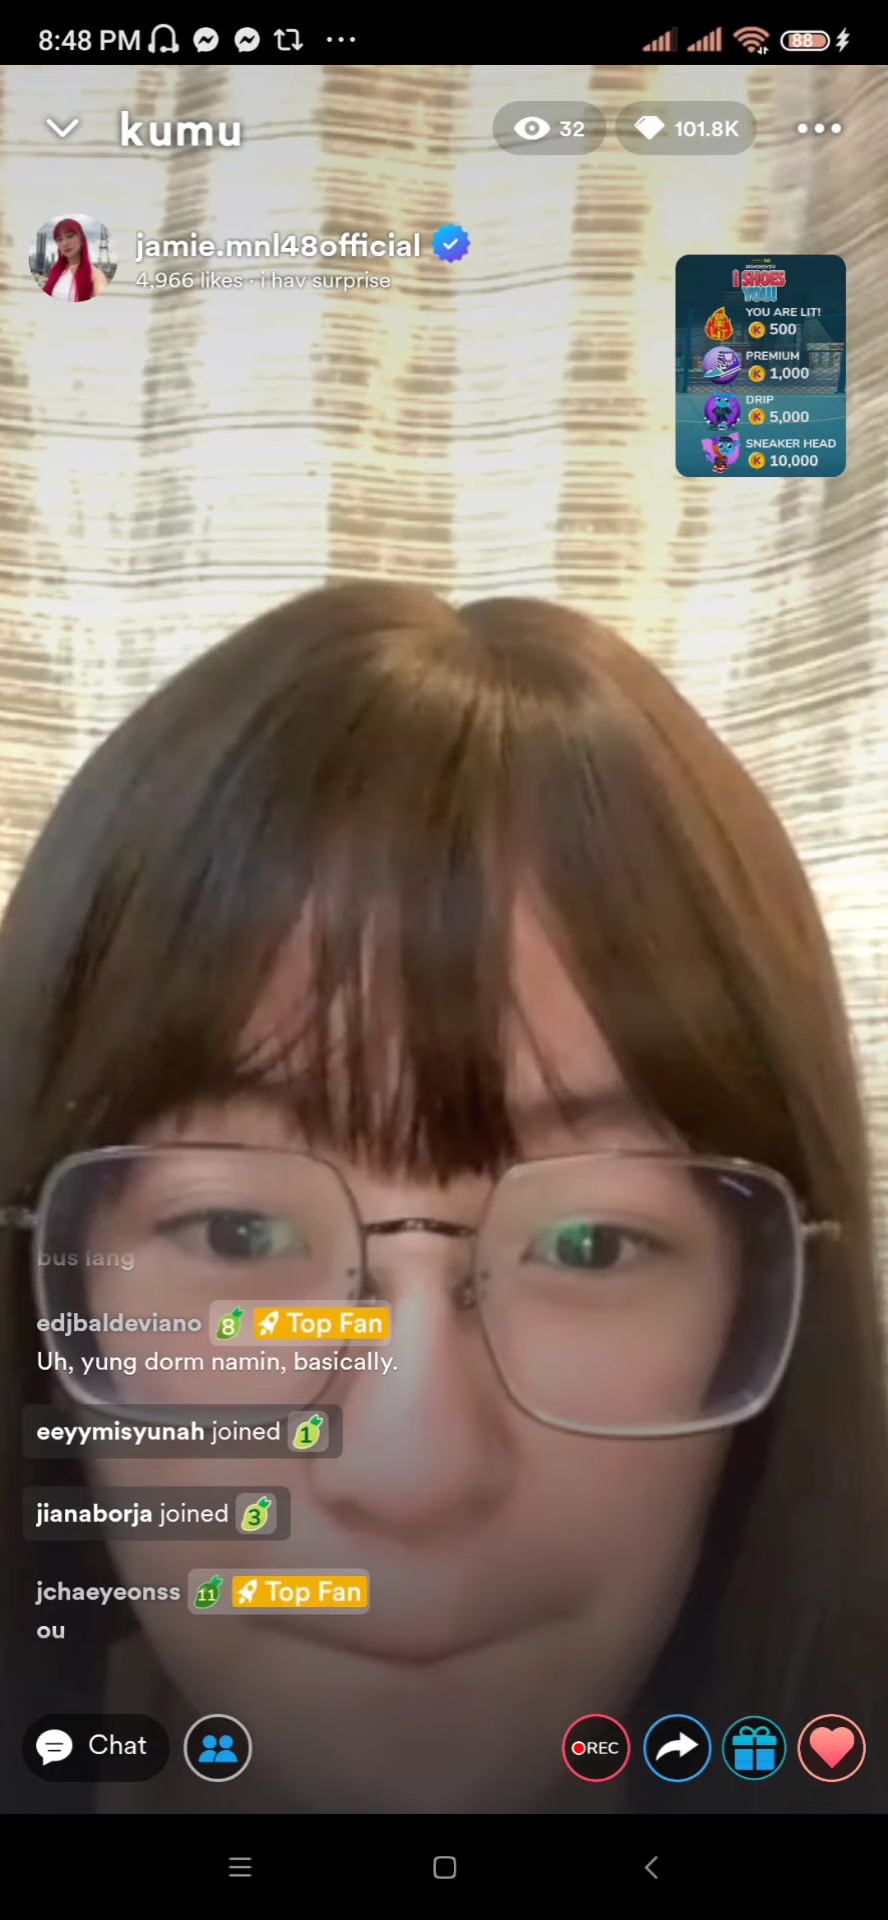 8:48 PM
88
kumu
32
101.8K
jamie.mnl48official
4,966 likes · i hav surprise
I SHOES
YOU!
YOU ARE LIT!
500
PREMIUM
1,000
DRIP
5,000
SNEAKER HEAD
10,000
bus lang
edjbaldeviano 8 Top Fan
Uh, yung dorm namin, basically.
eeyymisyunah joined 1
jianaborja joined 3
jchaeyeonss 11 Top Fan
ou
Chat
REC